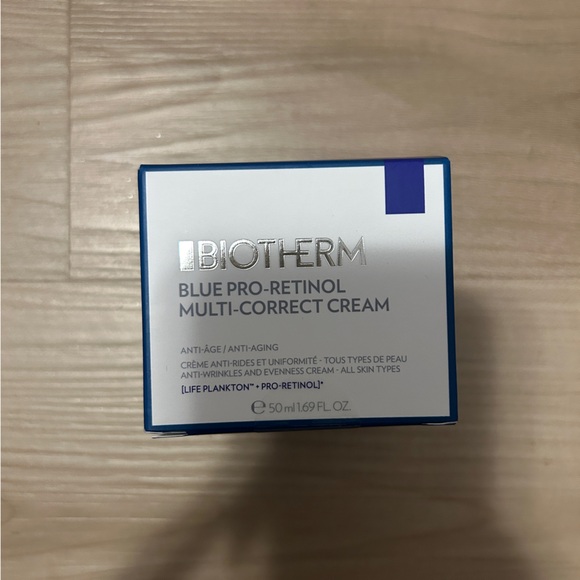 BIOTHERM
BLUE PRO-RETINOL
MULTI-CORRECT CREAM
ANTI-ÂGE / ANTI-AGING
CRÈME ANTI-RIDES ET UNIFORMITÉ - TOUS TYPES DE PEAU
ANTI-WRINKLES AND EVENNESS CREAM - ALL SKIN TYPES
[LIFE PLANKTON™ + PRO-RETINOL]*
℮ 50 ml 1.69 FL. OZ.